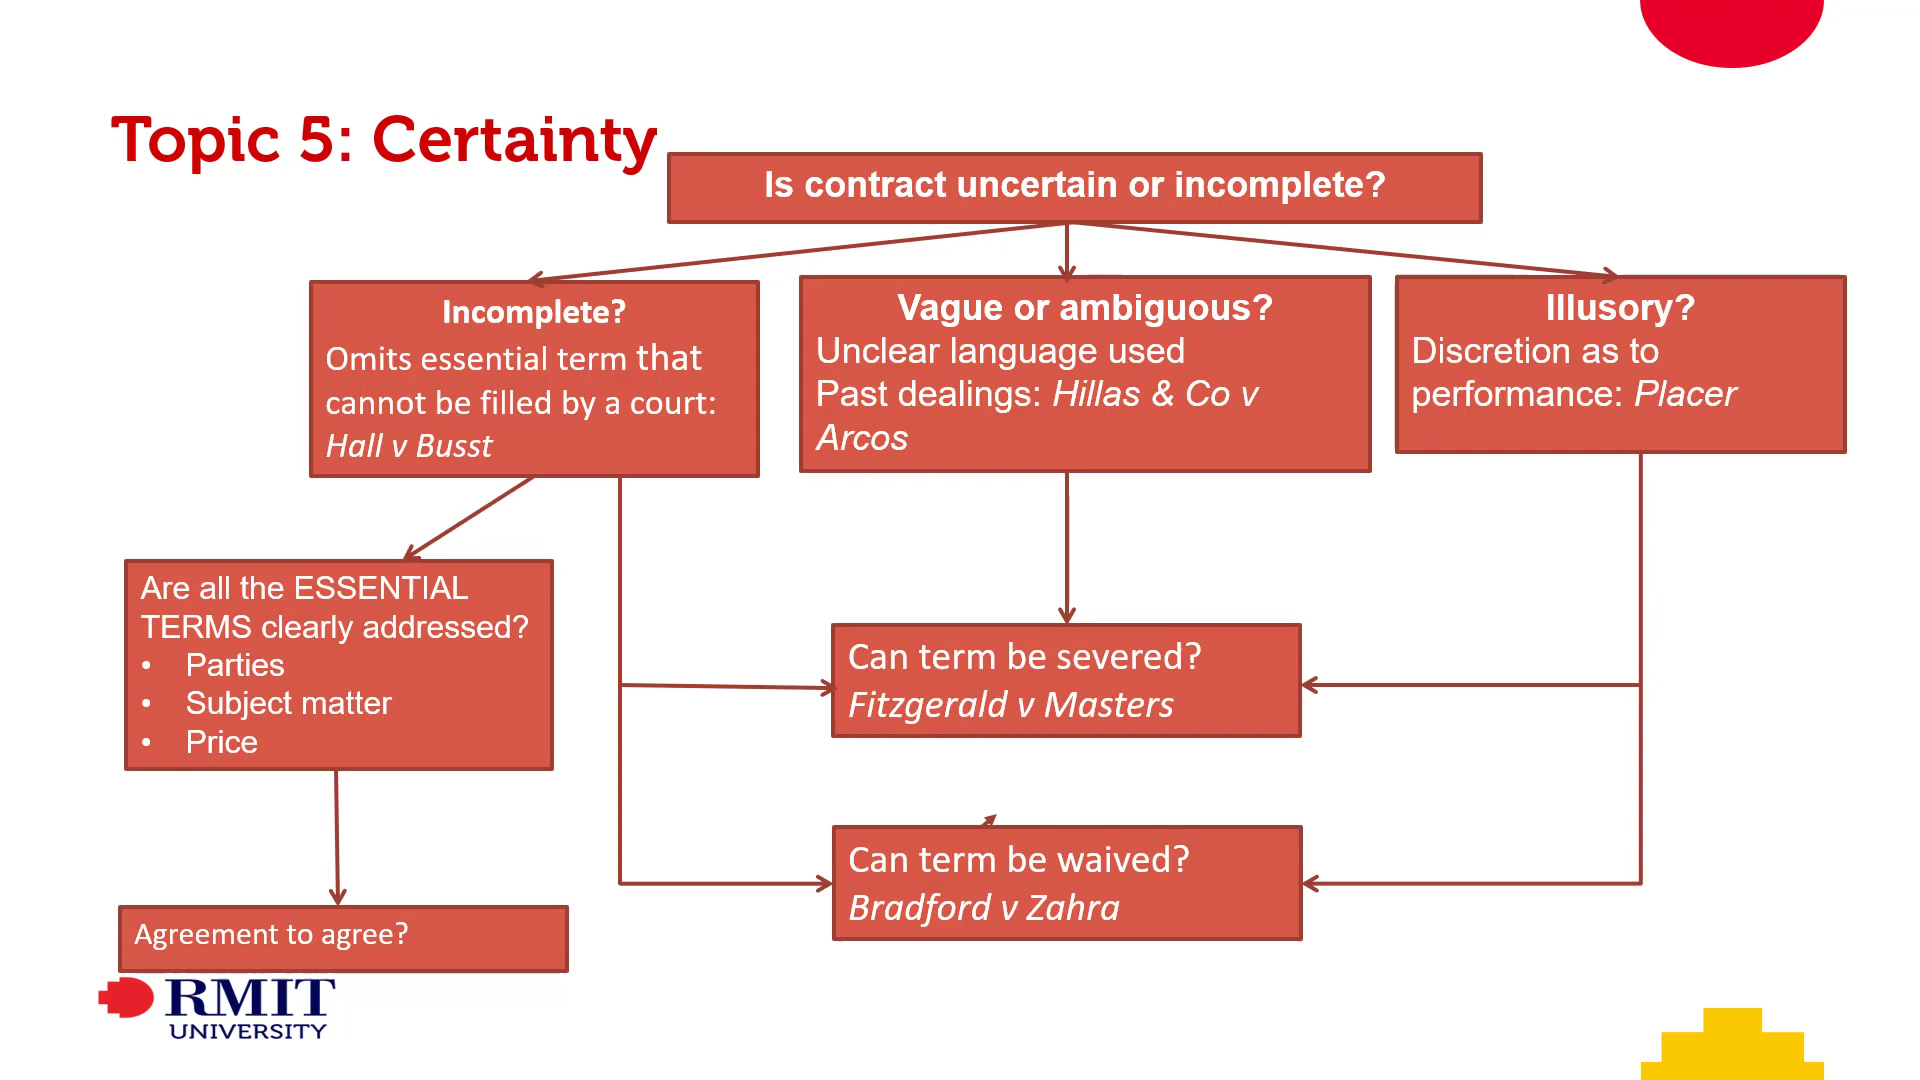 Topic 5: Certainty
Is contract uncertain or incomplete?
Incomplete?
Omits essential term that
cannot be filled by a court:
Hall v Busst
Vague or ambiguous?
Unclear language used
Past dealings: Hillas & Co v
Arcos
Illusory?
Discretion as to
performance: Placer
Are all the ESSENTIAL
TERMS clearly addressed?
• Parties
• Subject matter
• Price
Can term be severed?
Fitzgerald v Masters
Can term be waived?
Bradford v Zahra
Agreement to agree?
RMIT
UNIVERSITY